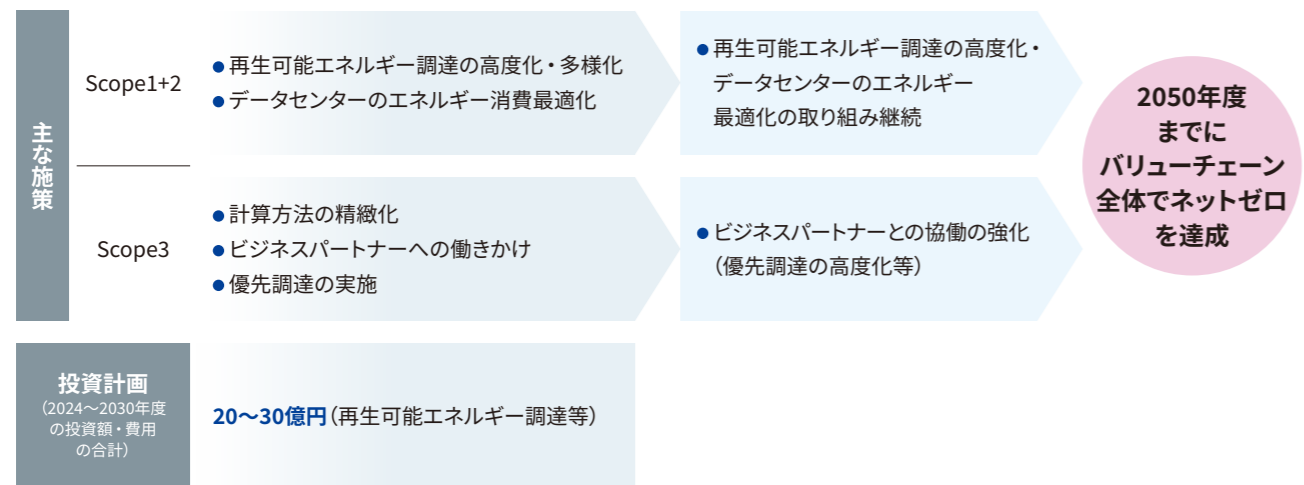 主な施策
Scope1+2
●再生可能エネルギー調達の高度化・多様化
●データセンターのエネルギー消費最適化
●再生可能エネルギー調達の高度化・
データセンターのエネルギー
最適化の取り組み継続
Scope3
●計算方法の精緻化
●ビジネスパートナーへの働きかけ
●優先調達の実施
●ビジネスパートナーとの協働の強化
（優先調達の高度化等）
2050年度
までに
バリューチェーン
全体でネットゼロ
を達成
投資計画
（2024～2030年度
の投資額・費用
の合計）
20～30億円（再生可能エネルギー調達等）